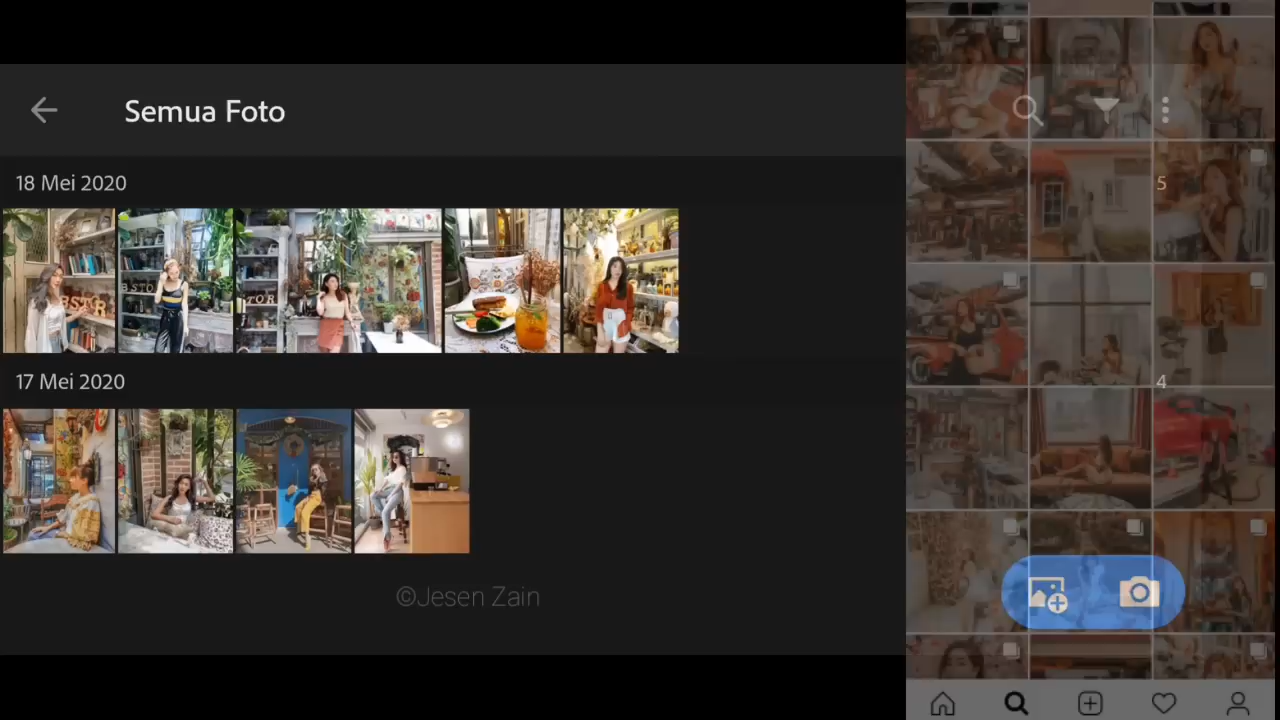 Semua Foto
18 Mei 2020
5
17 Mei 2020
4
©Jesen Zain